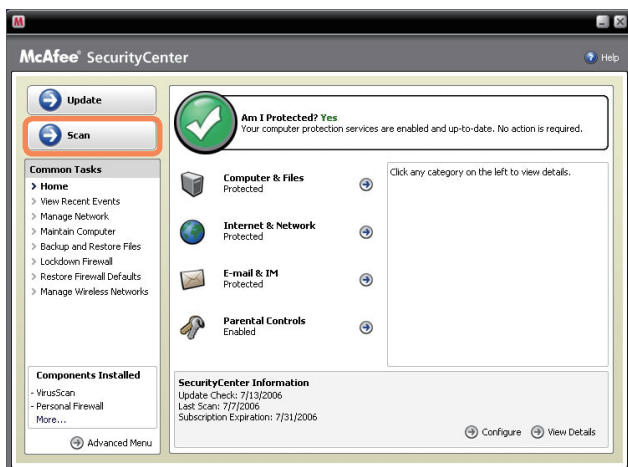 M
McAfee® SecurityCenter
Help
Update
Scan
Common Tasks
Home
View Recent Events
Manage Network
Maintain Computer
Backup and Restore Files
Lockdown Firewall
Restore Firewall Defaults
Manage Wireless Networks
Components Installed
- VirusScan
- Personal Firewall
More...
Advanced Menu
Am I Protected? Yes
Your computer protection services are enabled and up-to-date. No action is required.
Computer & Files
Protected
Internet & Network
Protected
E-mail & IM
Protected
Parental Controls
Enabled
Click any category on the left to view details.
SecurityCenter Information
Update Check: 7/13/2006
Last Scan: 7/7/2006
Subscription Expiration: 7/31/2006
Configure
View Details